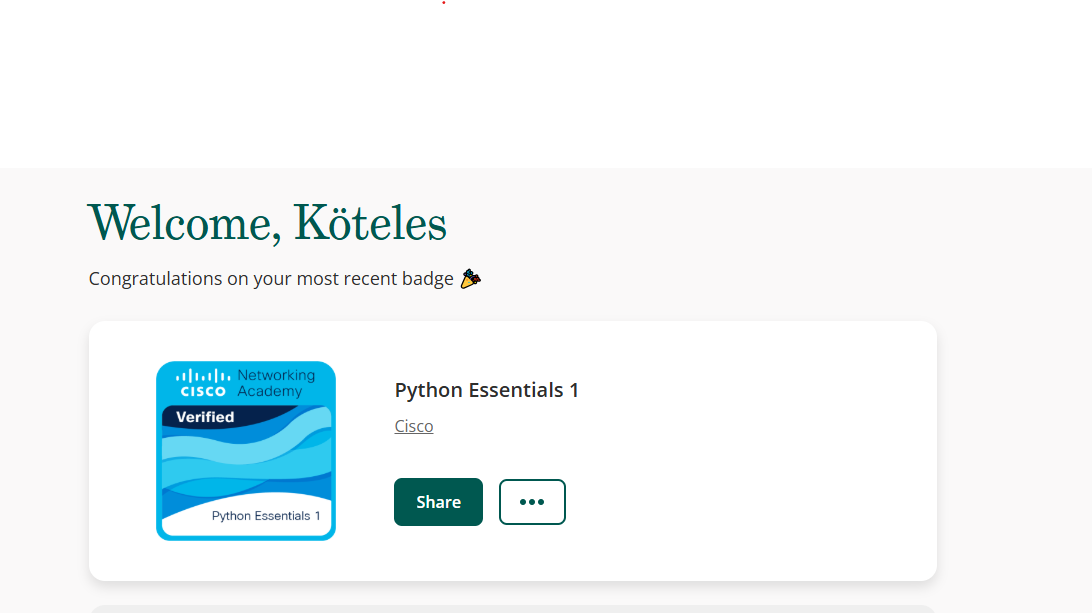 Welcome, Köteles
Congratulations on your most recent badge 🎉
CISCO Networking Academy
Verified
Python Essentials 1
Python Essentials 1
Cisco
Share
•••